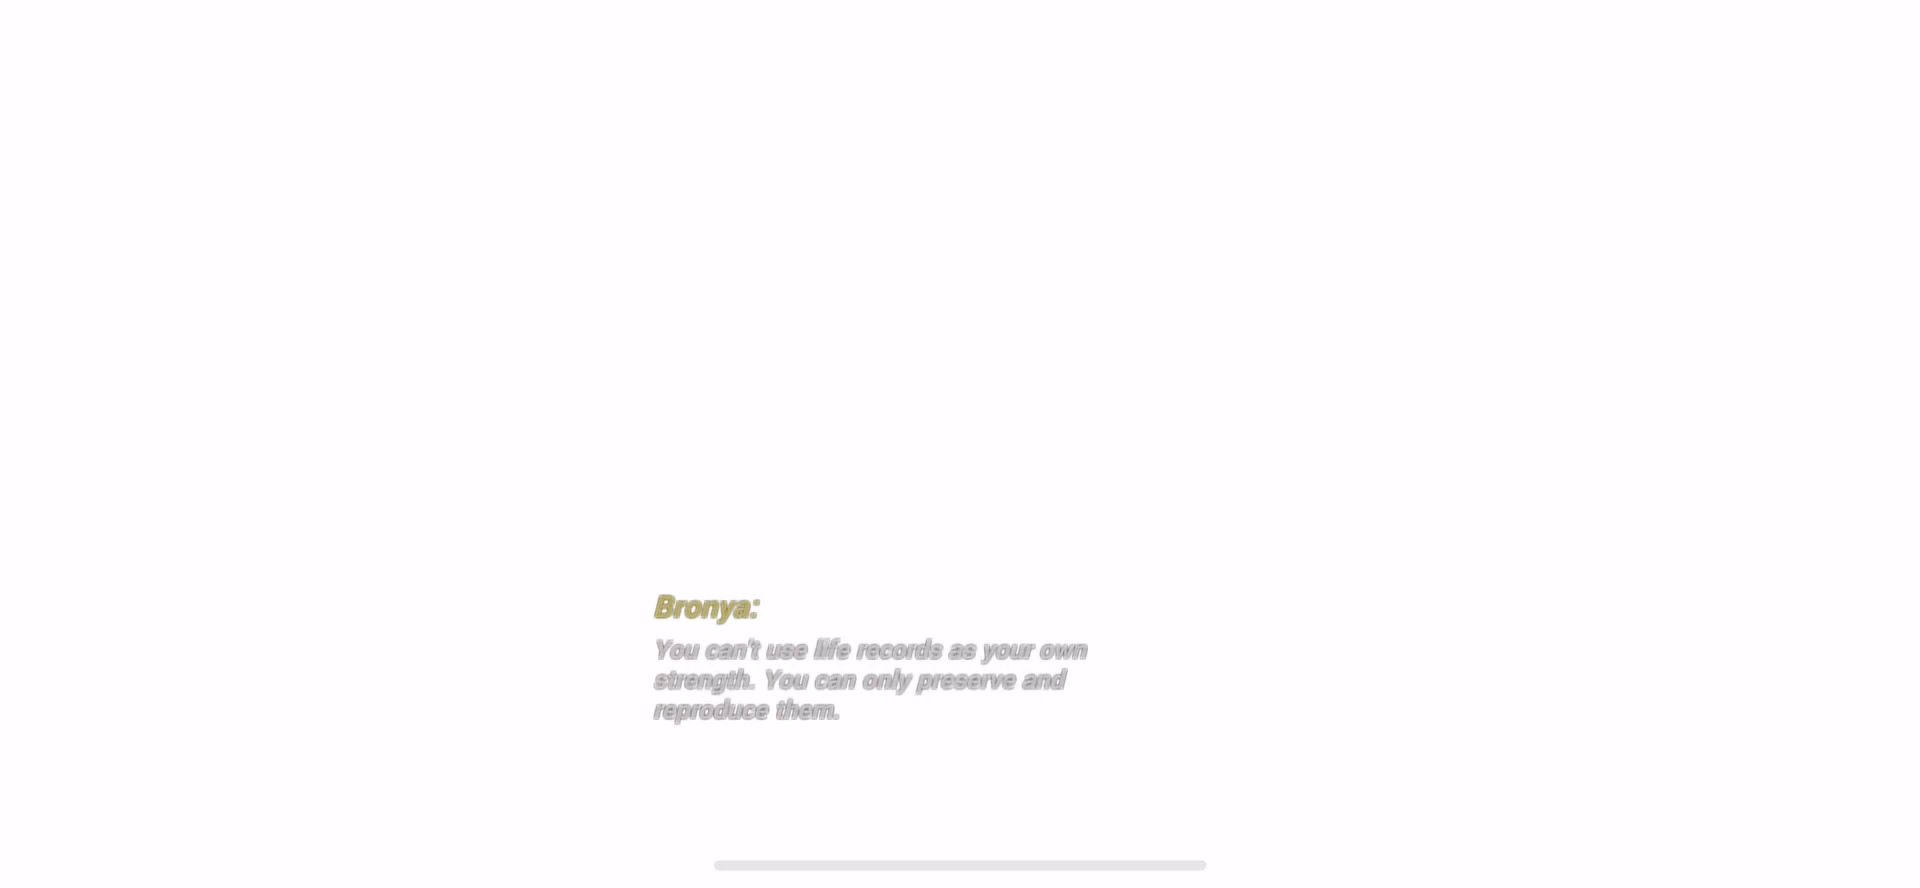 Bronya:
You can't use life records as your own
strength. You can only preserve and
reproduce them.